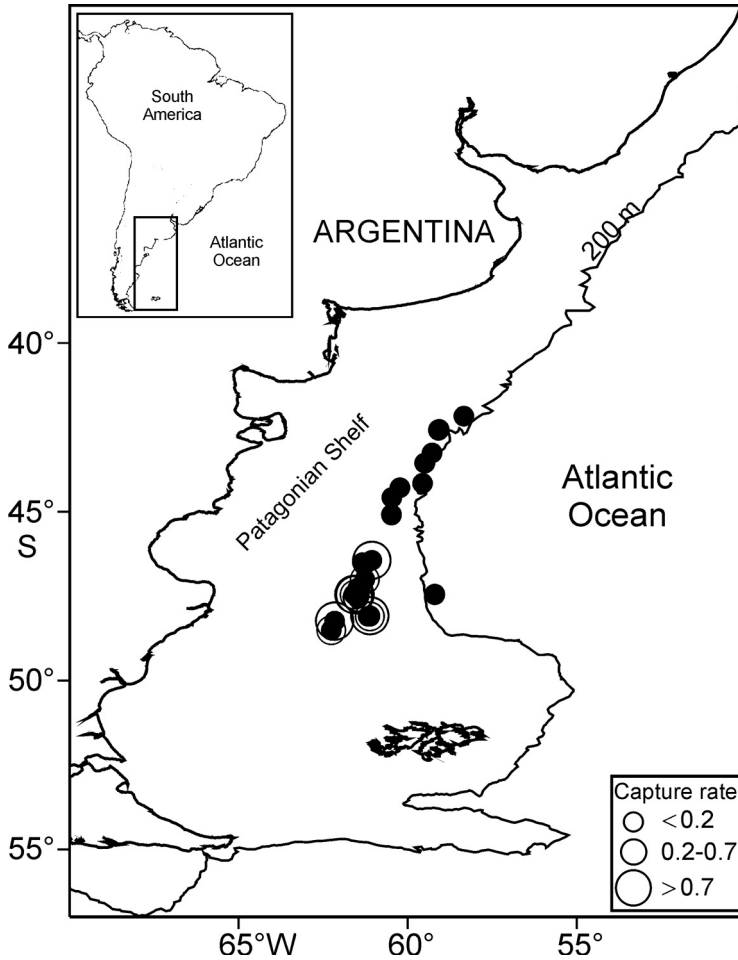 South
America
Atlantic
Ocean
ARGENTINA
200 m
40°
Patagonian Shelf
Atlantic
Ocean
45°
S
50°
55°
Capture rate
<0.2
0.2-0.7
>0.7
65°W
60°
55°